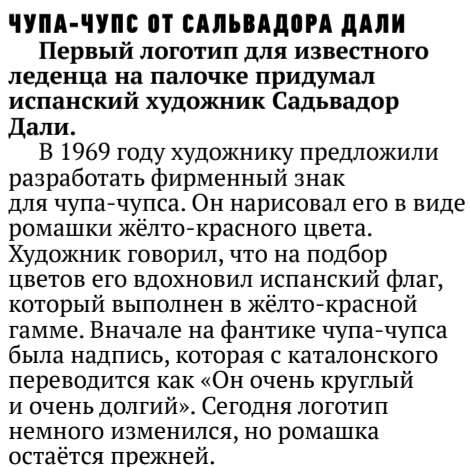 ЧУПА-ЧУПС ОТ САЛЬВАДОРА ДАЛИ
Первый логотип для известного
леденца на палочке придумал
испанский художник Садьвадор
Дали.
В 1969 году художнику предложили
разработать фирменный знак
для чупа-чупса. Он нарисовал его в виде
ромашки жёлто-красного цвета.
Художник говорил, что на подбор
цветов его вдохновил испанский флаг,
который выполнен в жёлто-красной
гамме. Вначале на фантике чупа-чупса
была надпись, которая с каталонского
переводится как «Он очень круглый
и очень долгий». Сегодня логотип
немного изменился, но ромашка
остаётся прежней.